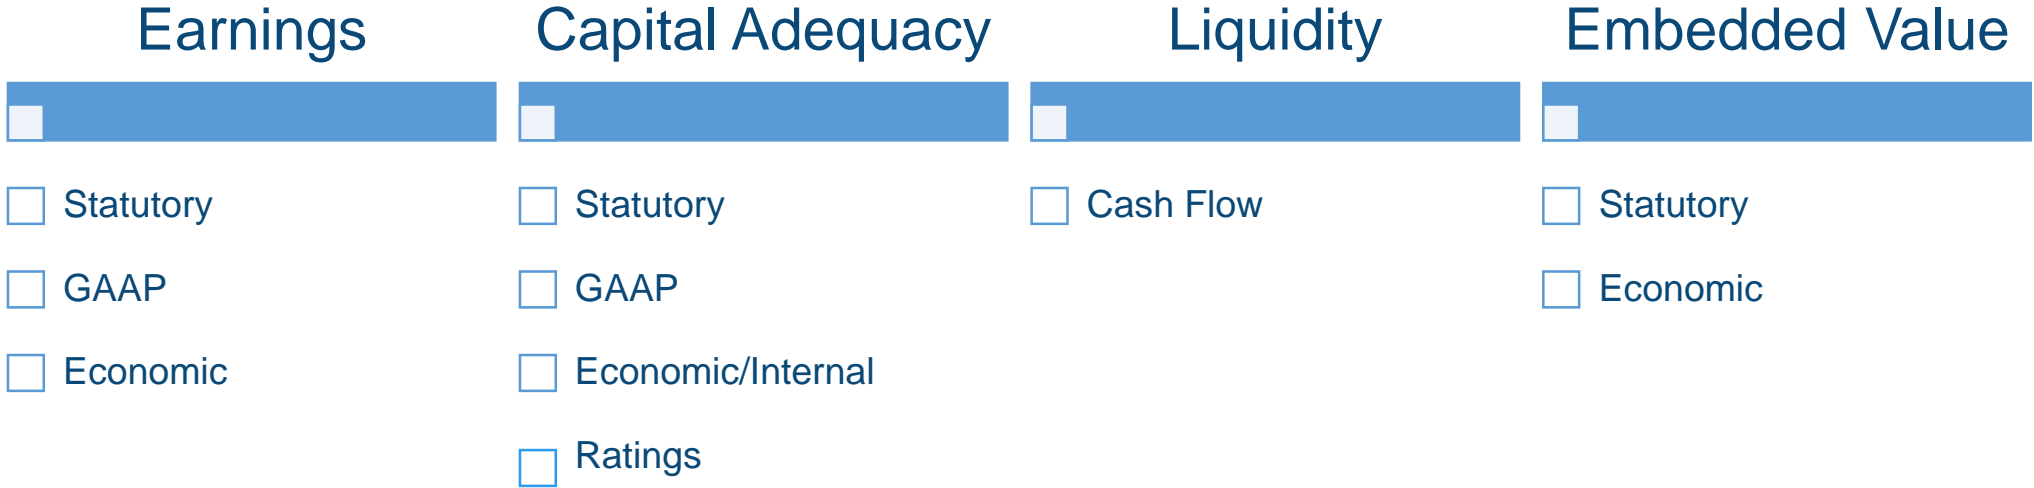 Earnings
Statutory
GAAP
Economic
Capital Adequacy
Statutory
GAAP
Economic/Internal
Ratings
Liquidity
Cash Flow
Embedded Value
Statutory
Economic